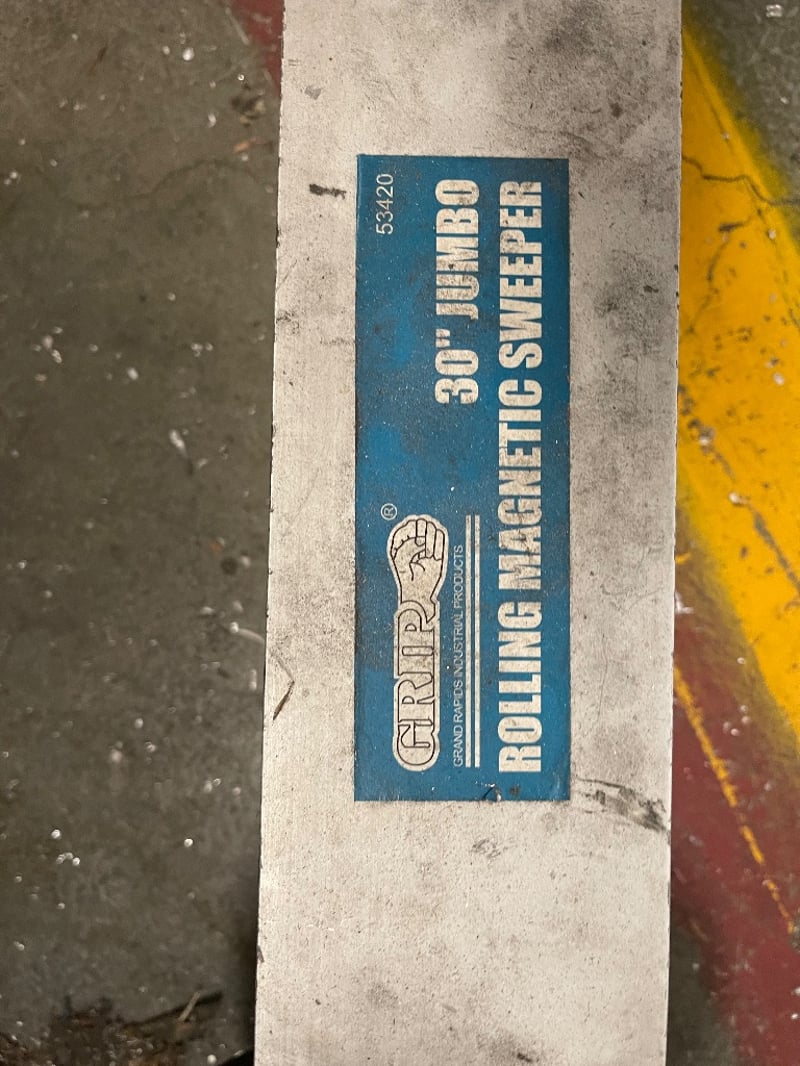 53420
GRIP®
GRAND RAPIDS INDUSTRIAL PRODUCTS
30" JUMBO
ROLLING MAGNETIC SWEEPER